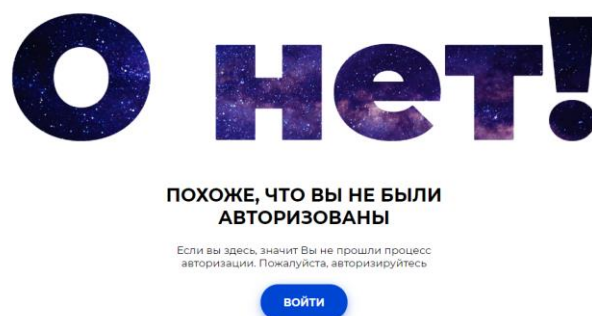 О нет!
ПОХОЖЕ, ЧТО ВЫ НЕ БЫЛИ
АВТОРИЗОВАНЫ
Если вы здесь, значит Вы не прошли процесс
авторизации. Пожалуйста, авторизируйтесь
ВОЙТИ